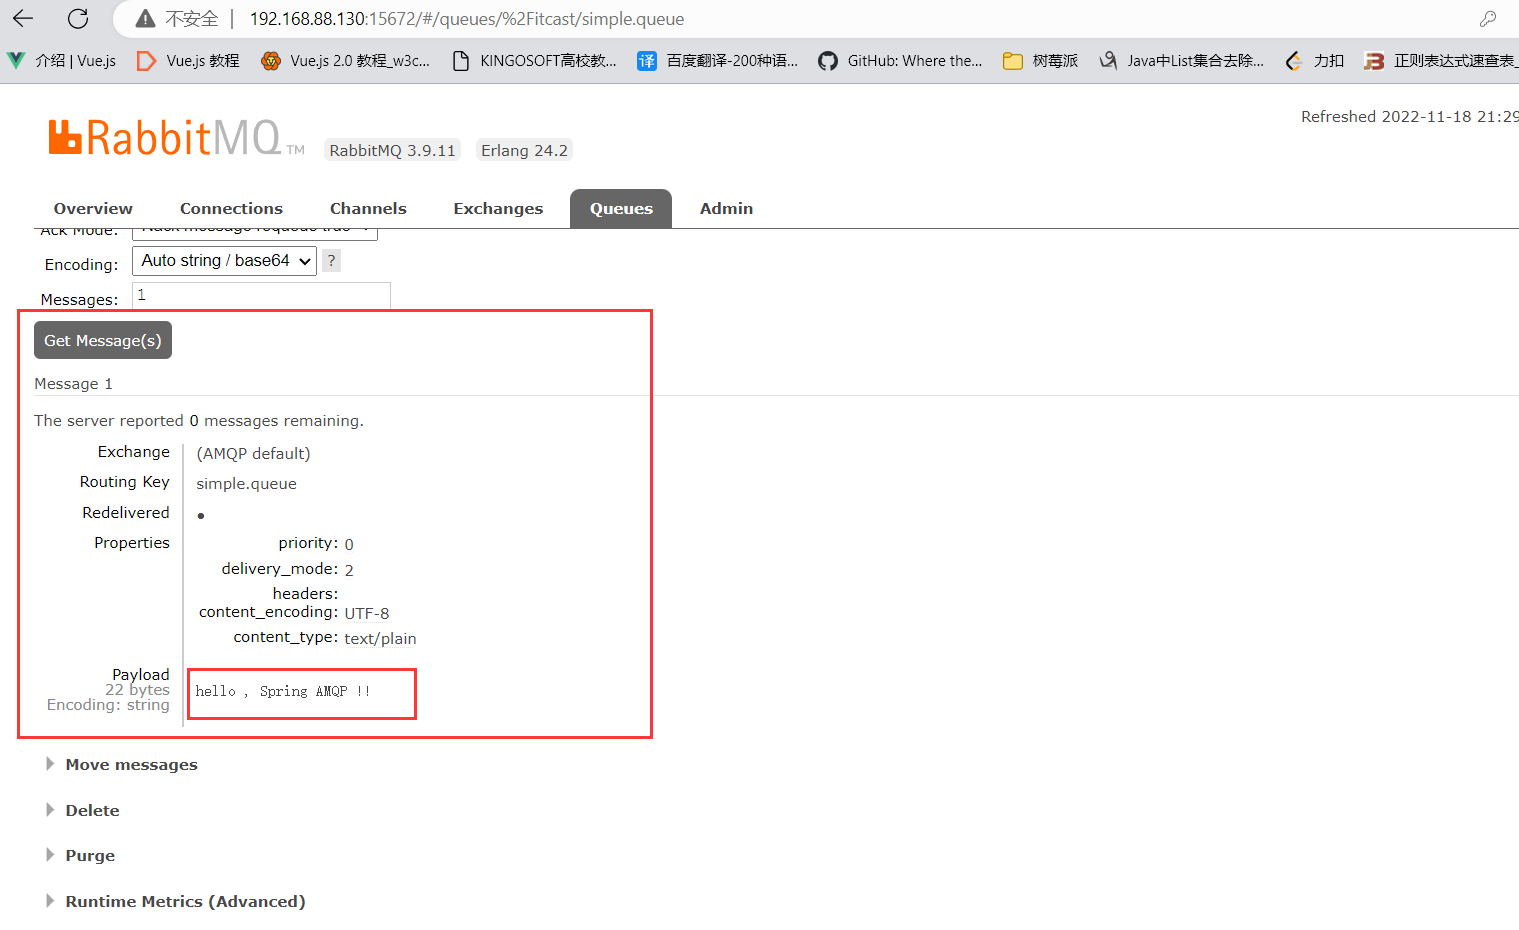 不安全 192.168.88.130:15672/#/queues/%2Fitcast/simple.queue
介绍 | Vue.js Vue.js 教程 Vue.js 2.0 教程_w3c... KINGOSOFT高校教... 译 百度翻译-200种语... GitHub: Where the... 树莓派 Java中List集合去除... 力扣 正则表达式速查表_
Refreshed 2022-11-18 21:29
RabbitMQ TM RabbitMQ 3.9.11 Erlang 24.2
Overview Connections Channels Exchanges Queues Admin
Ack Mode: Nack message requeue true
Encoding: Auto string / base64 ?
Messages: 1
Get Message(s)
Message 1
The server reported 0 messages remaining.
Exchange (AMQP default)
Routing Key simple.queue
Redelivered ●
Properties priority: 0
delivery_mode: 2
headers:
content_encoding: UTF-8
content_type: text/plain
Payload
22 bytes
Encoding: string
hello , Spring AMQP !!
Move messages
Delete
Purge
Runtime Metrics (Advanced)